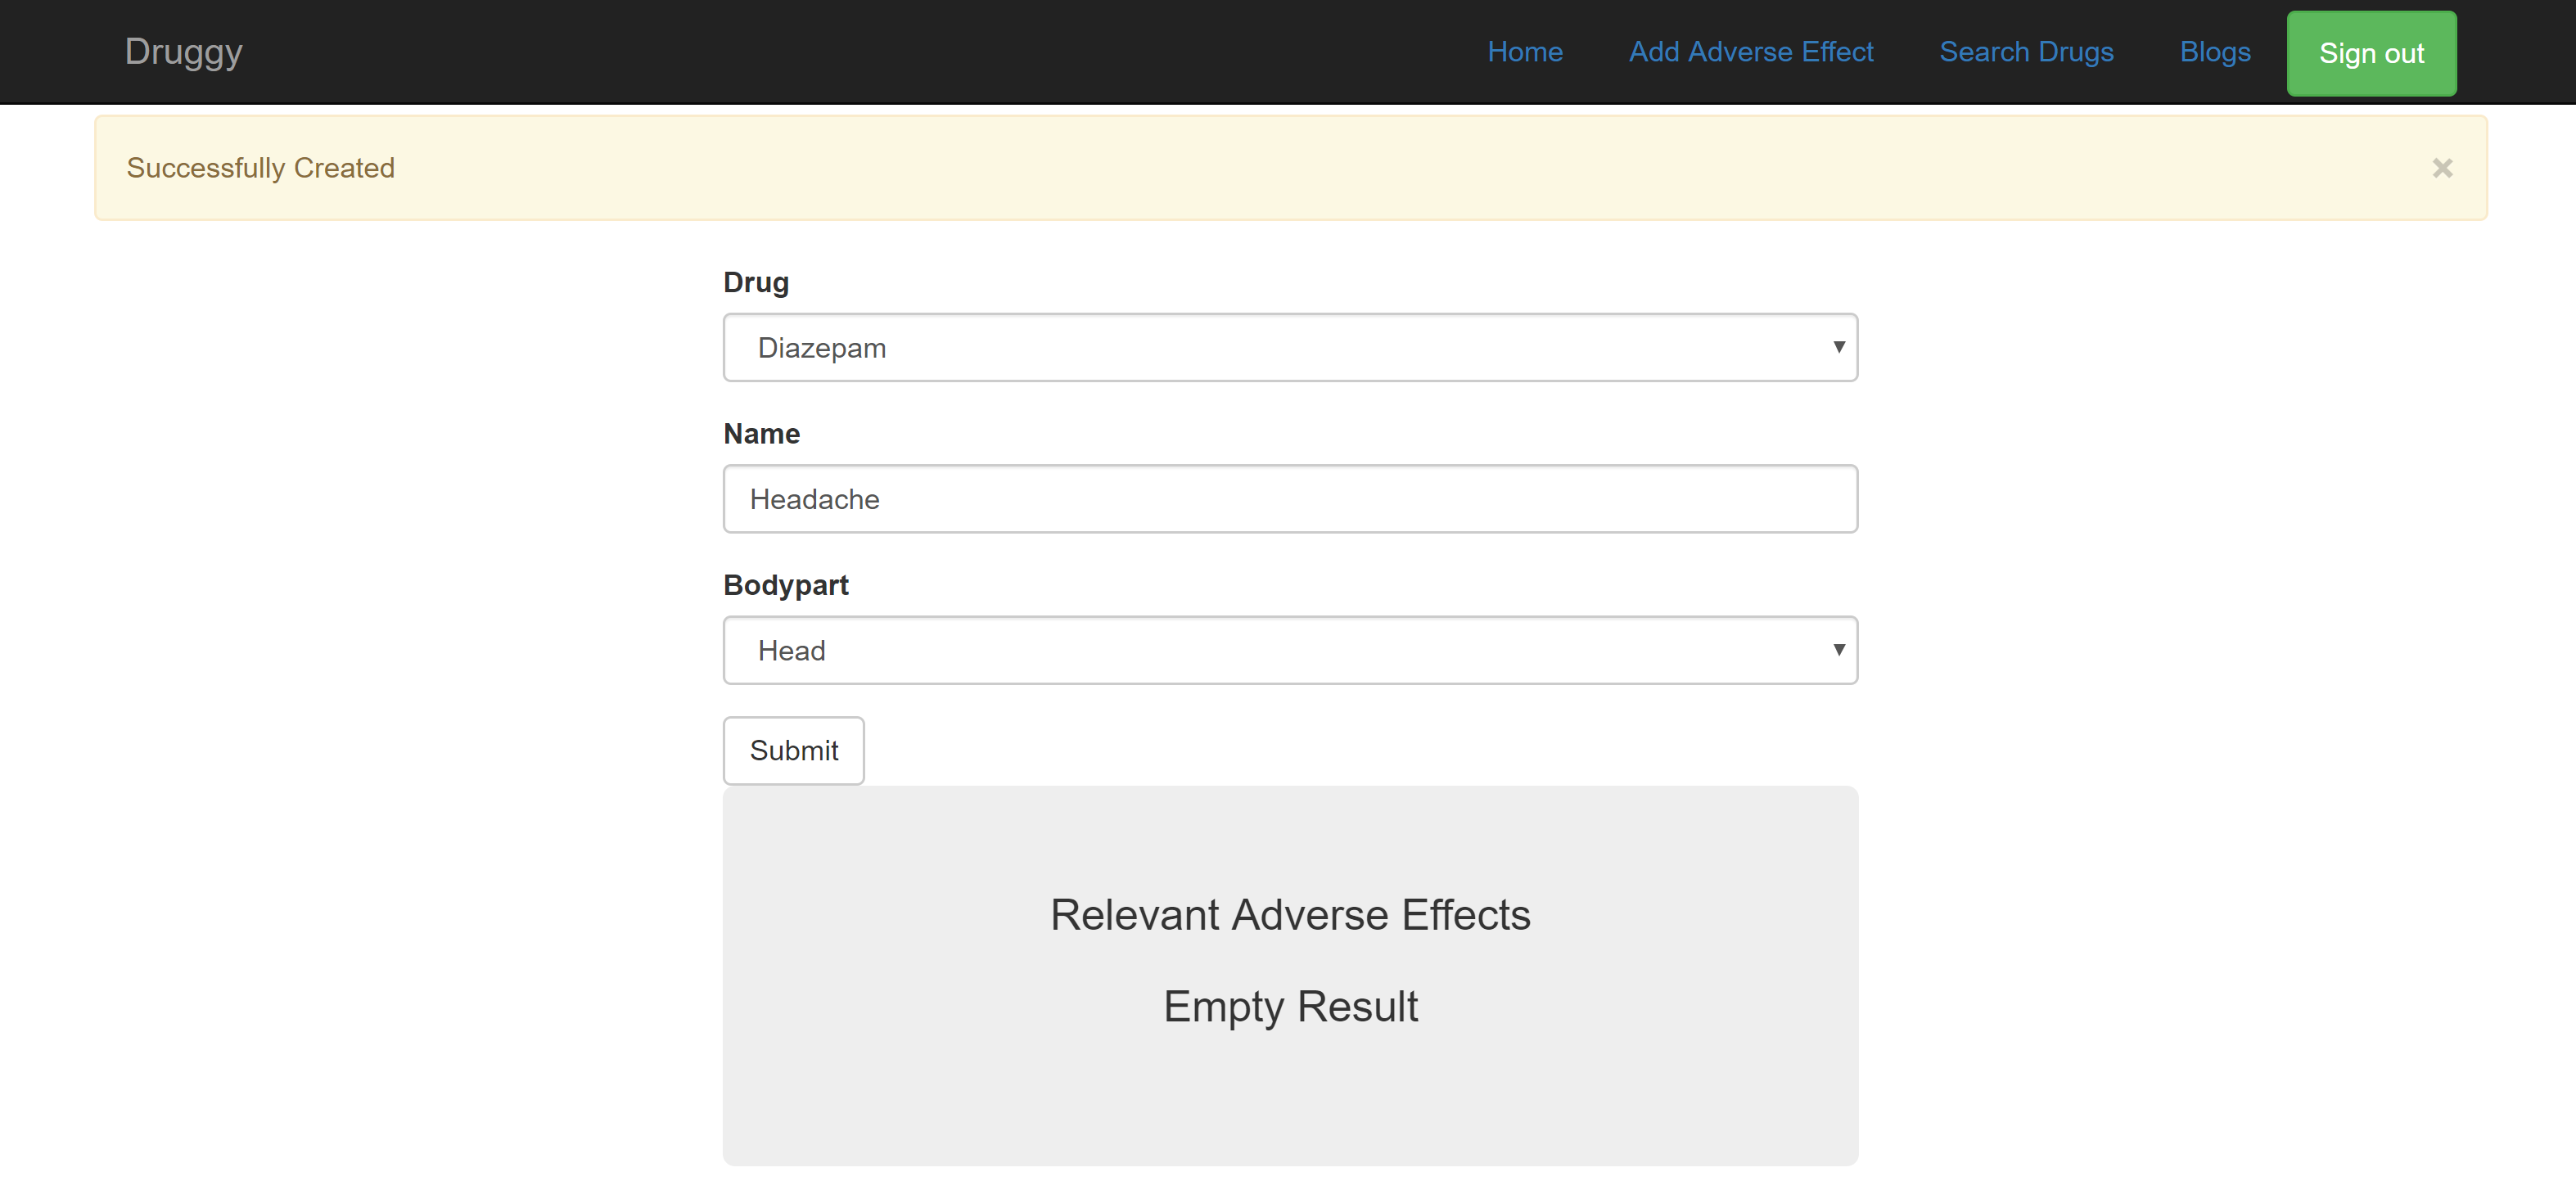 Druggy Home Add Adverse Effect Search Drugs Blogs Sign out
Successfully Created ×
Drug
Diazepam
Name
Headache
Bodypart
Head
Submit
Relevant Adverse Effects
Empty Result